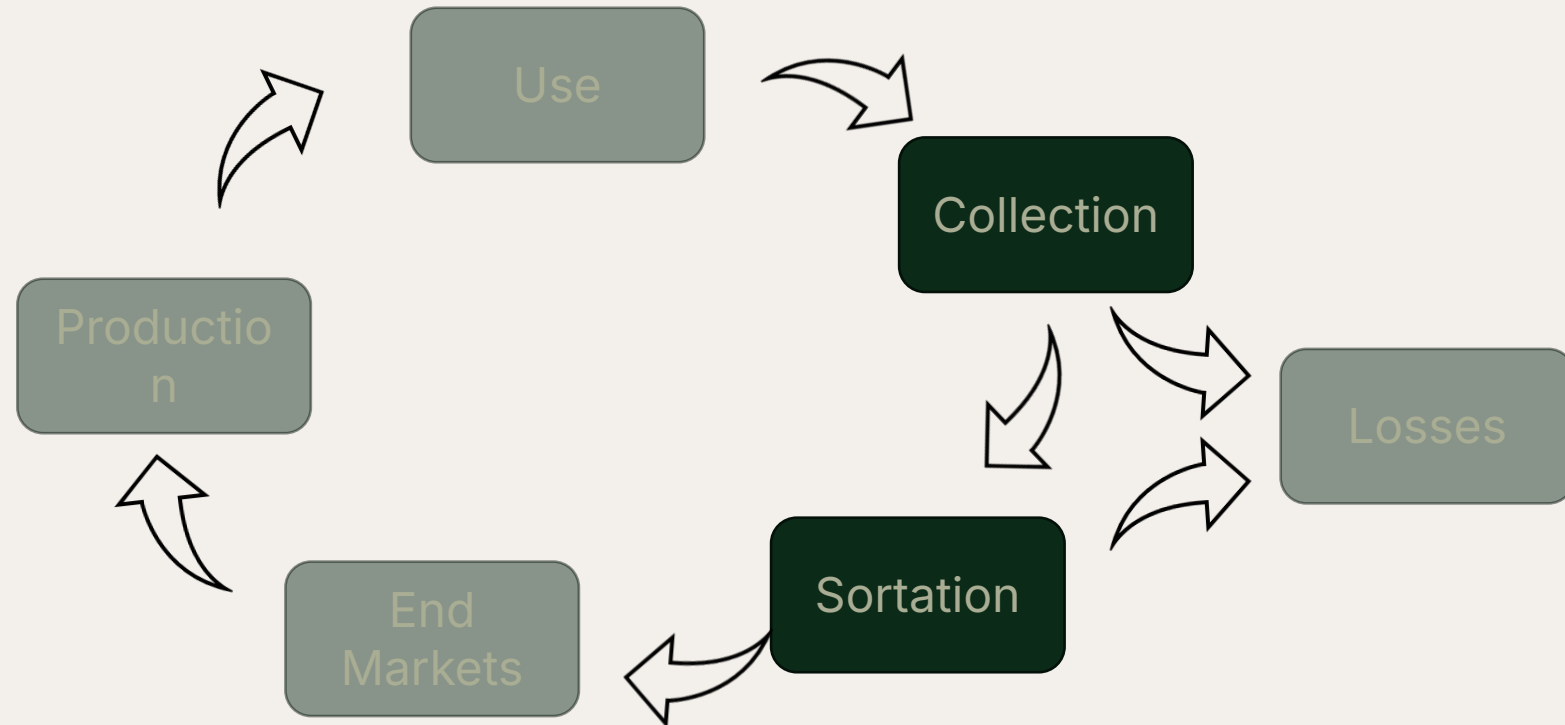 Use
Collection
Productio
n
Losses
Sortation
End
Markets